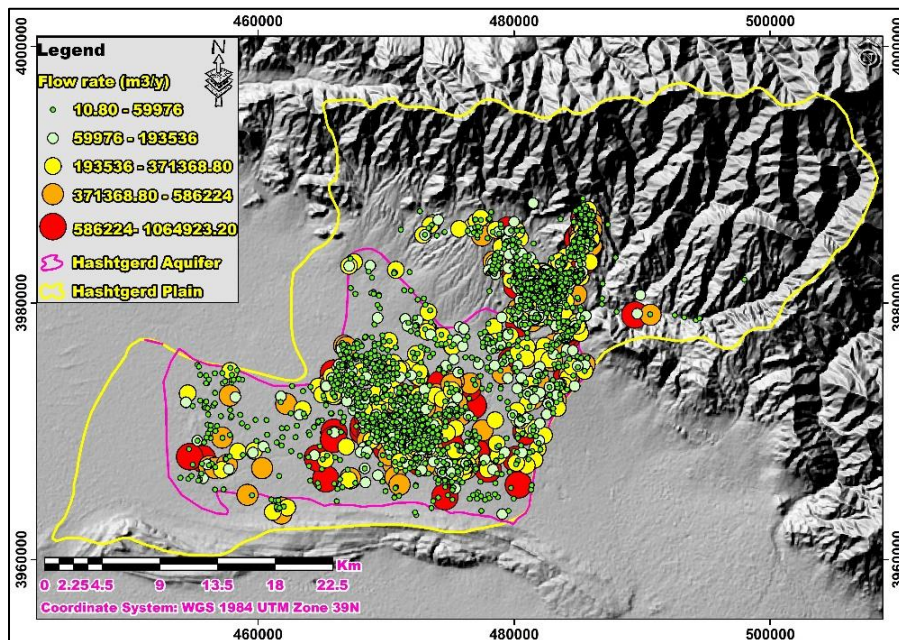 460000 480000 500000
4000000 4000000
Legend
N
Flow rate (m3/y)
10.80 - 59976
59976 - 193536
193536 - 371368.80
371368.80 - 586224
586224- 1064923.20
Hashtgerd Aquifer
Hashtgerd Plain
3980000 3980000
3960000 3960000
Km
0 2.25 4.5 9 13.5 18 22.5
Coordinate System: WGS 1984 UTM Zone 39N
460000 480000 500000